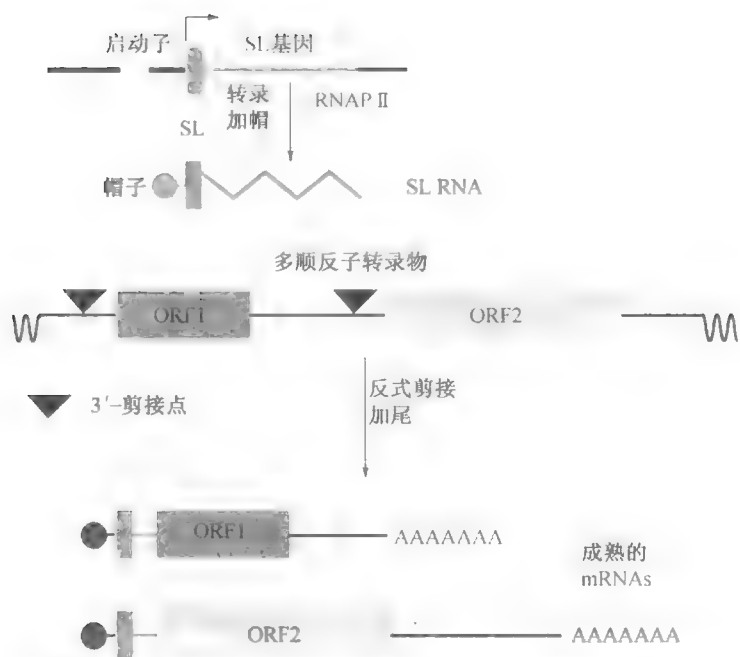 启动子
SL基因
转录
加帽
RNAP Ⅱ
SL
帽子
SL RNA
多顺反子转录物
ORF1
ORF2
3′-剪接点
反式剪接
加尾
ORF1
AAAAAAA
成熟的
mRNAs
ORF2
AAAAAAA